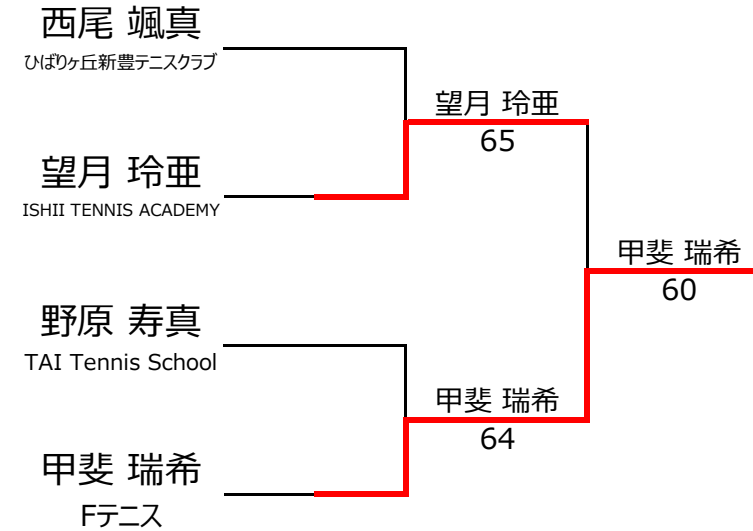 西尾 颯真
ひばりヶ丘新豊テニスクラブ
望月 玲亜
65
望月 玲亜
ISHII TENNIS ACADEMY
甲斐 瑞希
60
野原 寿真
TAI Tennis School
甲斐 瑞希
64
甲斐 瑞希
Fテニス